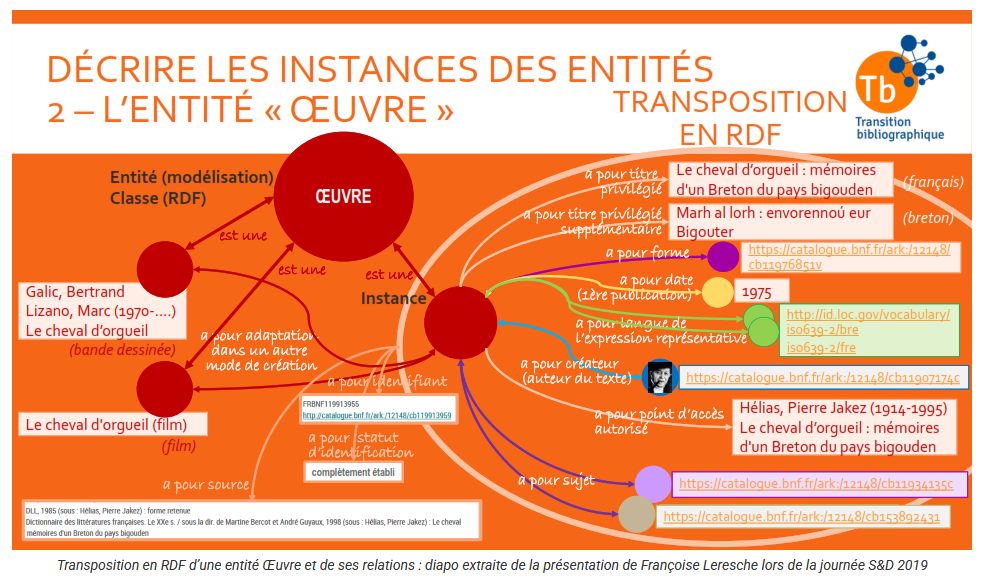 DÉCRIRE LES INSTANCES DES ENTITÉS
2 – L'ENTITÉ « ŒUVRE »
TRANSPOSITION
EN RDF
Tb
Transition
bibliographique
Entité (modélisation)
Classe (RDF)
ŒUVRE
est une
est une
est une
Instance
Galic, Bertrand
Lizano, Marc (1970-....)
Le cheval d'orgueil
(bande dessinée)
a pour adaptation
dans un autre
mode de création
Le cheval d'orgueil (film)
(film)
a pour identifiant
FRBNF119913955
http://catalogue.bnf.fr/ark:/12148/cb119913959
a pour statut
d'identification
complètement établi
a pour source
DLL, 1985 (sous : Hélias, Pierre Jakez) : forme retenue
Dictionnaire des littératures françaises. Le XXe s. / sous la dir. de Martine Bercot et André Guyaux, 1998 (sous : Hélias, Pierre Jakez) : Le cheval
mémoires d'un Breton du pays bigouden
a pour titre
privilégié
Le cheval d'orgueil : mémoires
d'un Breton du pays bigouden
(français)
a pour titre privilégié
supplémentaire
Marh al lorh : envorennoú eur
Bigouter
(breton)
a pour forme
https://catalogue.bnf.fr/ark:/12148/
cb11976851v
a pour date
(1ère publication)
1975
a pour langue de
l'expression représentative
http://id.loc.gov/vocabulary/
iso639-2/bre
iso639-2/fre
a pour créateur
(auteur du texte)
https://catalogue.bnf.fr/ark:/12148/cb11907174c
a pour point d'accès
autorisé
Hélias, Pierre Jakez (1914-1995)
Le cheval d'orgueil : mémoires
d'un Breton du pays bigouden
a pour sujet
https://catalogue.bnf.fr/ark:/12148/cb11934135c
https://catalogue.bnf.fr/ark:/12148/cb153892431
Transposition en RDF d'une entité Œuvre et de ses relations : diapo extraite de la présentation de Françoise Leresche lors de la journée S&D 2019